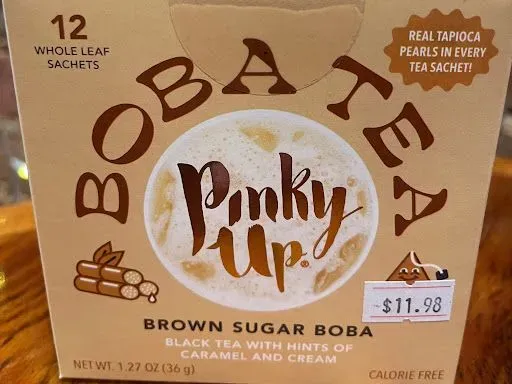 12
WHOLE LEAF
SACHETS
BOBA TEA
REAL TAPIOCA
PEARLS IN EVERY
TEA SACHET!
Pinky
Up®
$11.98
BROWN SUGAR BOBA
BLACK TEA WITH HINTS OF
CARAMEL AND CREAM
NET WT. 1.27 OZ (36 g)
CALORIE FREE